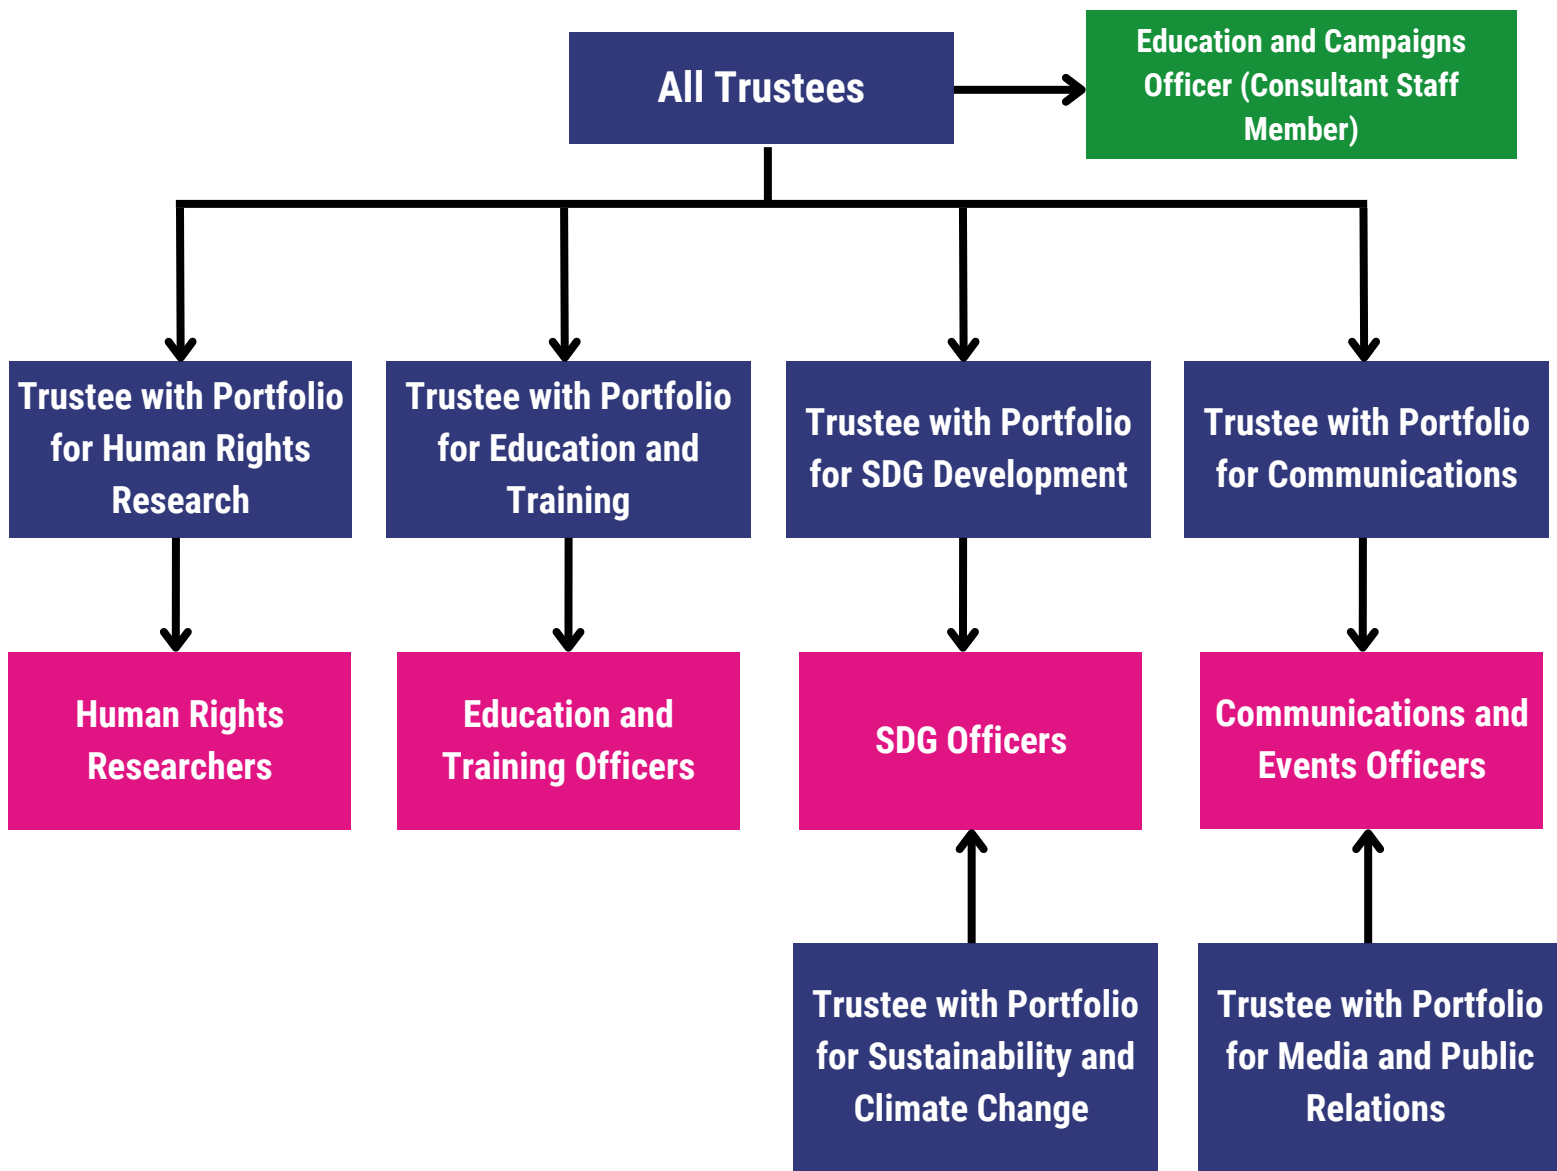 All Trustees
Education and Campaigns
Officer (Consultant Staff
Member)
Trustee with Portfolio
for Human Rights
Research
Trustee with Portfolio
for Education and
Training
Trustee with Portfolio
for SDG Development
Trustee with Portfolio
for Communications
Human Rights
Researchers
Education and
Training Officers
SDG Officers
Communications and
Events Officers
Trustee with Portfolio
for Sustainability and
Climate Change
Trustee with Portfolio
for Media and Public
Relations